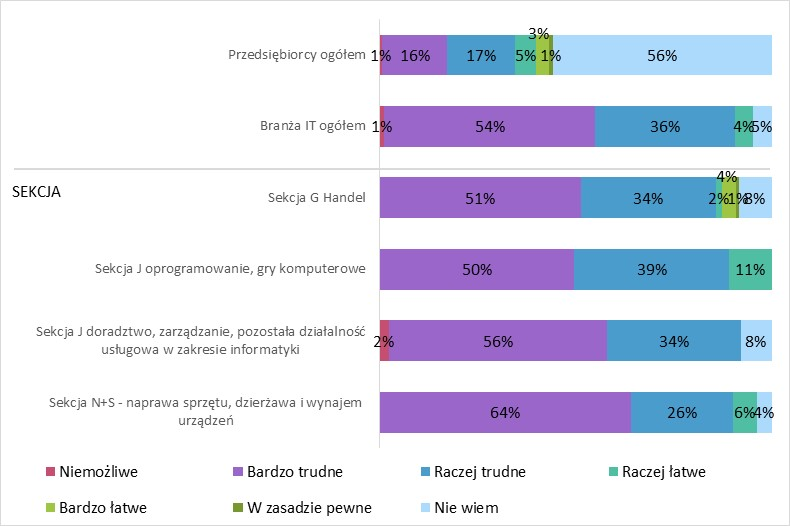 3%
Przedsiębiorcy ogółem 1% 16% 17% 5% 1% 56%
Branża IT ogółem 1% 54% 36% 4% 5%
SEKCJA
4%
Sekcja G Handel 51% 34% 2% 1% 8%
Sekcja J oprogramowanie, gry komputerowe 50% 39% 11%
Sekcja J doradztwo, zarządzanie, pozostała działalność
usługowa w zakresie informatyki
2% 56% 34% 8%
Sekcja N+S - naprawa sprzętu, dzierżawa i wynajem
urządzeń
64% 26% 6% 4%
Niemożliwe Bardzo trudne Raczej trudne Raczej łatwe
Bardzo łatwe W zasadzie pewne Nie wiem